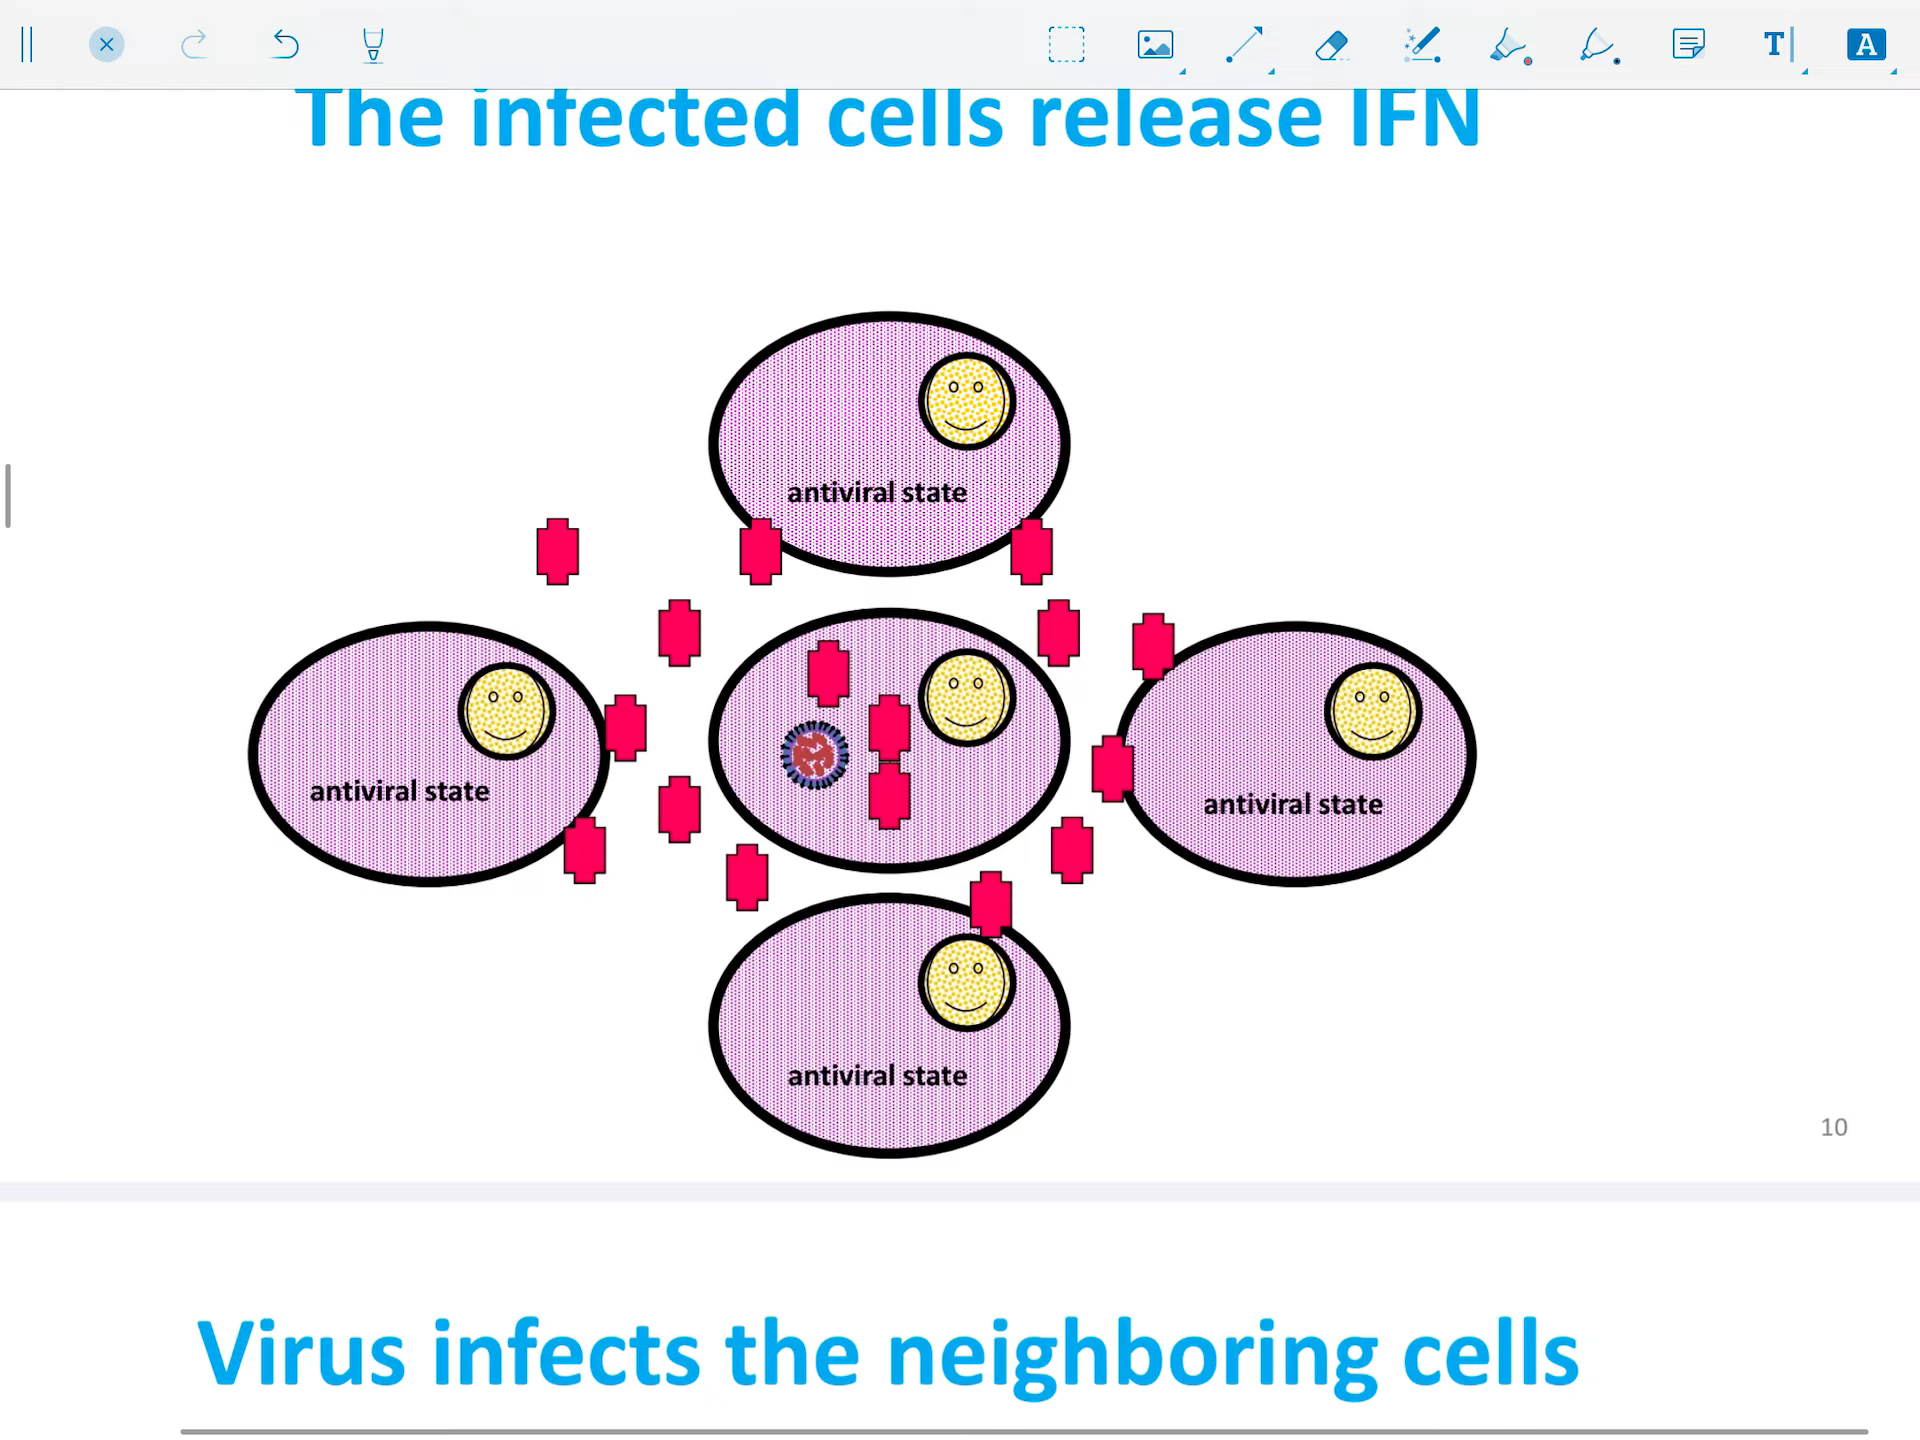 The infected cells release IFN
antiviral state
antiviral state
antiviral state
antiviral state
10
Virus infects the neighboring cells